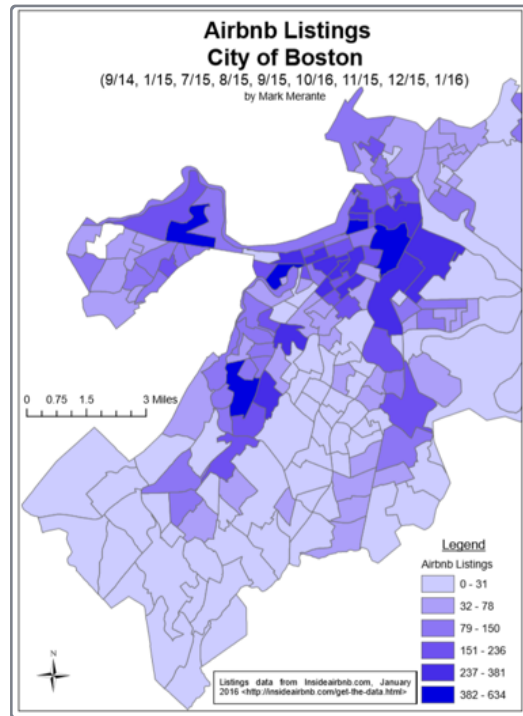 Airbnb Listings
City of Boston
(9/14, 1/15, 7/15, 8/15, 9/15, 10/16, 11/15, 12/15, 1/16)
by Mark Merante
0 0.75 1.5 3 Miles
Legend
Airbnb Listings
0 - 31
32 - 78
79 - 150
151 - 236
237 - 381
382 - 634
N
Listings data from Insideairbnb.com, January
2016 <http://insideairbnb.com/get-the-data.html>